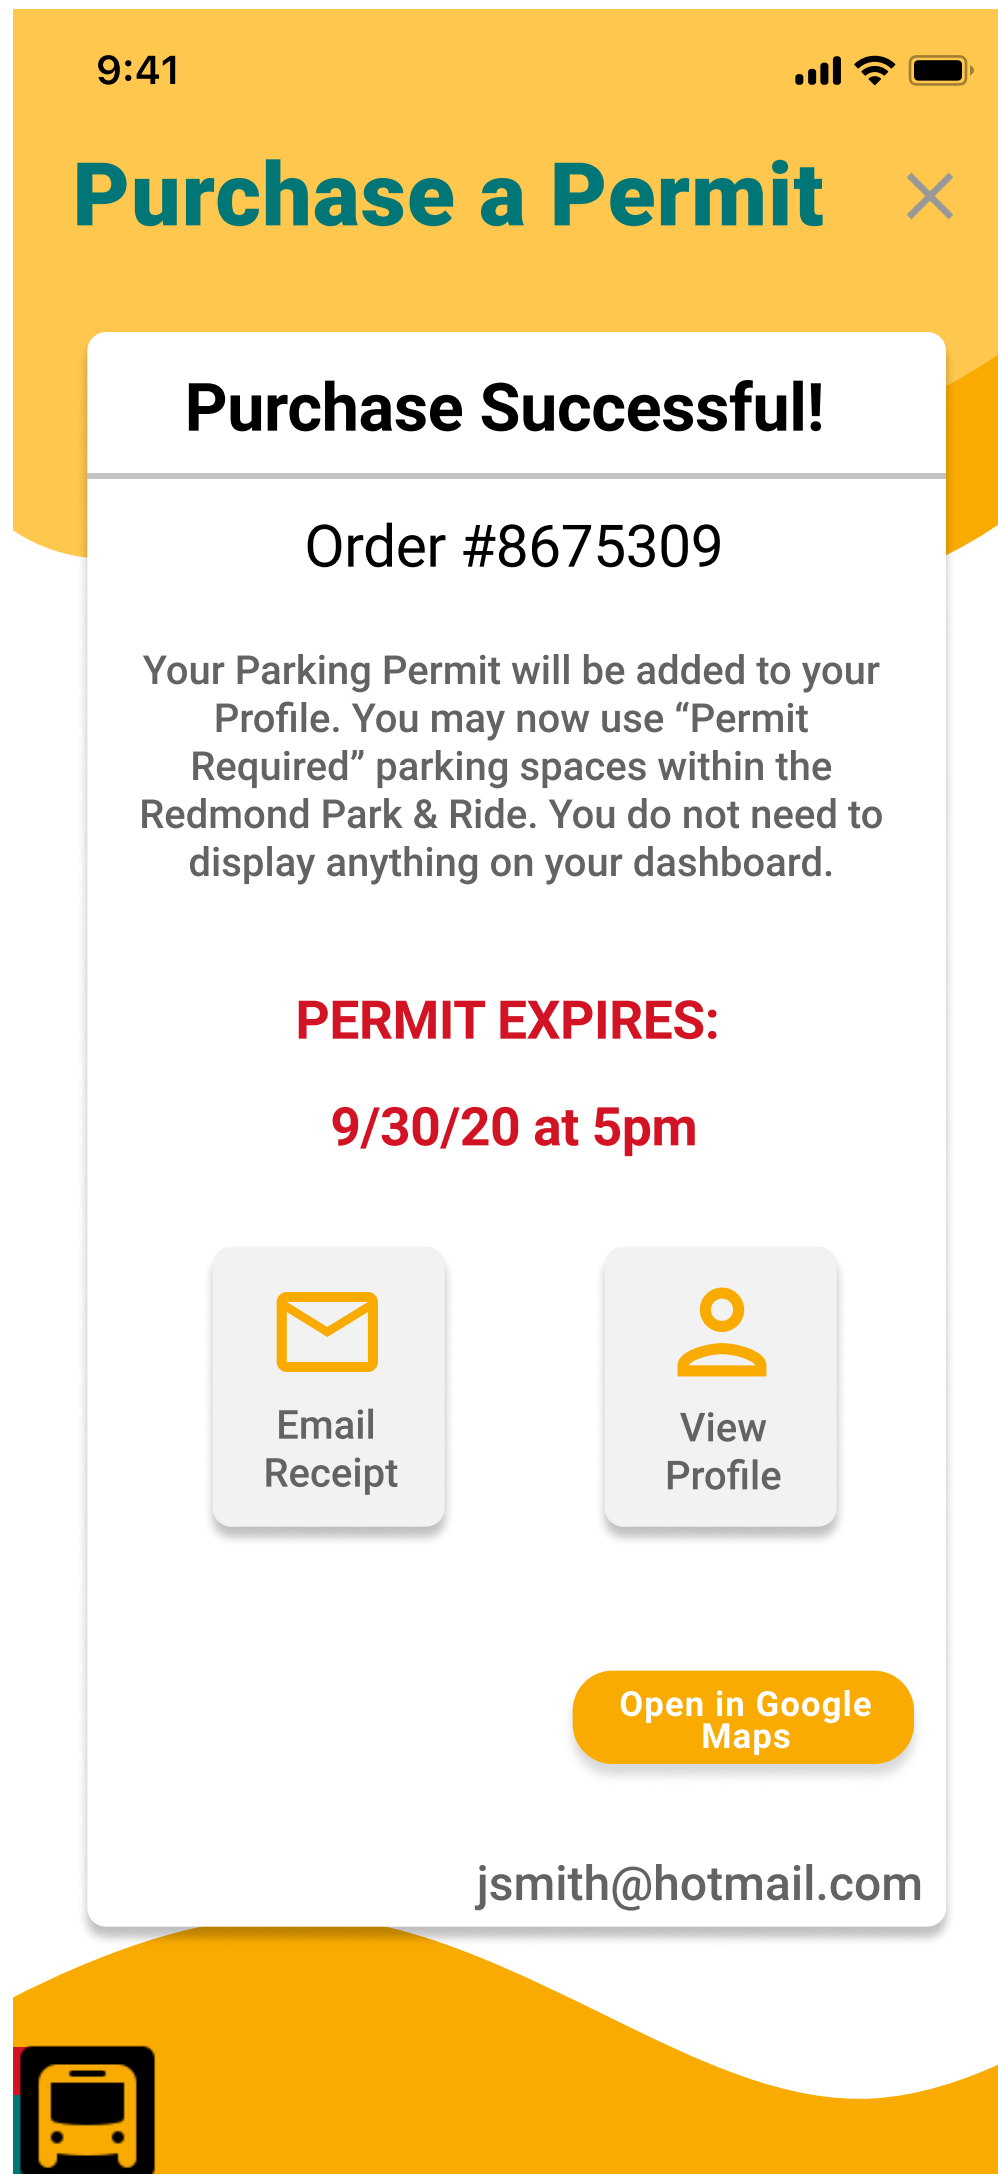 9:41
Purchase a Permit
Purchase Successful!
Order #8675309
Your Parking Permit will be added to your
Profile. You may now use “Permit
Required” parking spaces within the
Redmond Park & Ride. You do not need to
display anything on your dashboard.
PERMIT EXPIRES:
9/30/20 at 5pm
Email
Receipt
View
Profile
Open in Google
Maps
jsmith@hotmail.com